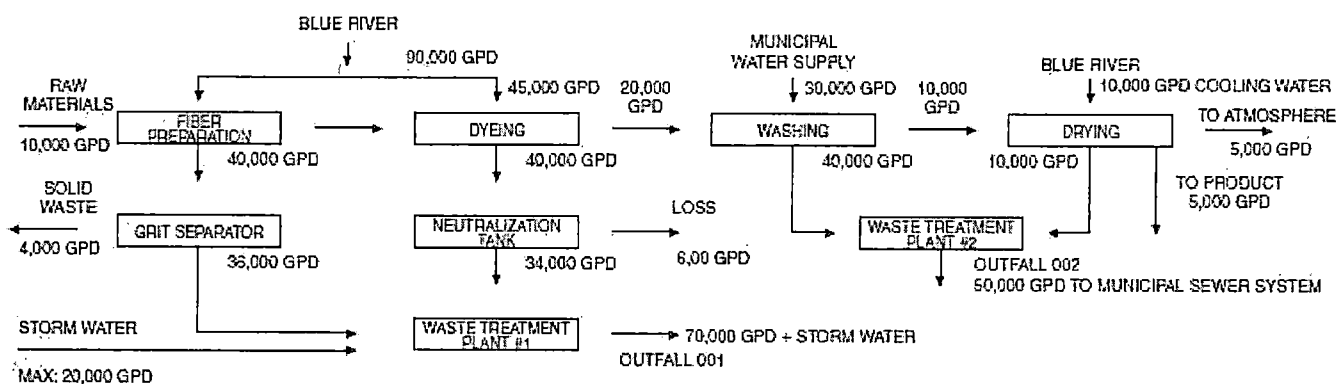 BLUE RIVER
90,000 GPD
MUNICIPAL
WATER SUPPLY
30,000 GPD
BLUE RIVER
10,000 GPD COOLING WATER
RAW
MATERIALS
10,000 GPD
45,000 GPD
20,000
GPD
10,000
GPD
TO ATMOSPHERE
5,000 GPD
FIBER
PREPARATION
40,000 GPD
DYEING
40,000 GPD
WASHING
40,000 GPD
DRYING
10,000 GPD
TO PRODUCT
5,000 GPD
SOLID
WASTE
4,000 GPD
GRIT SEPARATOR
36,000 GPD
NEUTRALIZATION
TANK
34,000 GPD
LOSS
6,00 GPD
WASTE TREATMENT
PLANT #2
OUTFALL 002
50,000 GPD TO MUNICIPAL SEWER SYSTEM
STORM WATER
MAX: 20,000 GPD
WASTE TREATMENT
PLANT #1
70,000 GPD + STORM WATER
OUTFALL 001